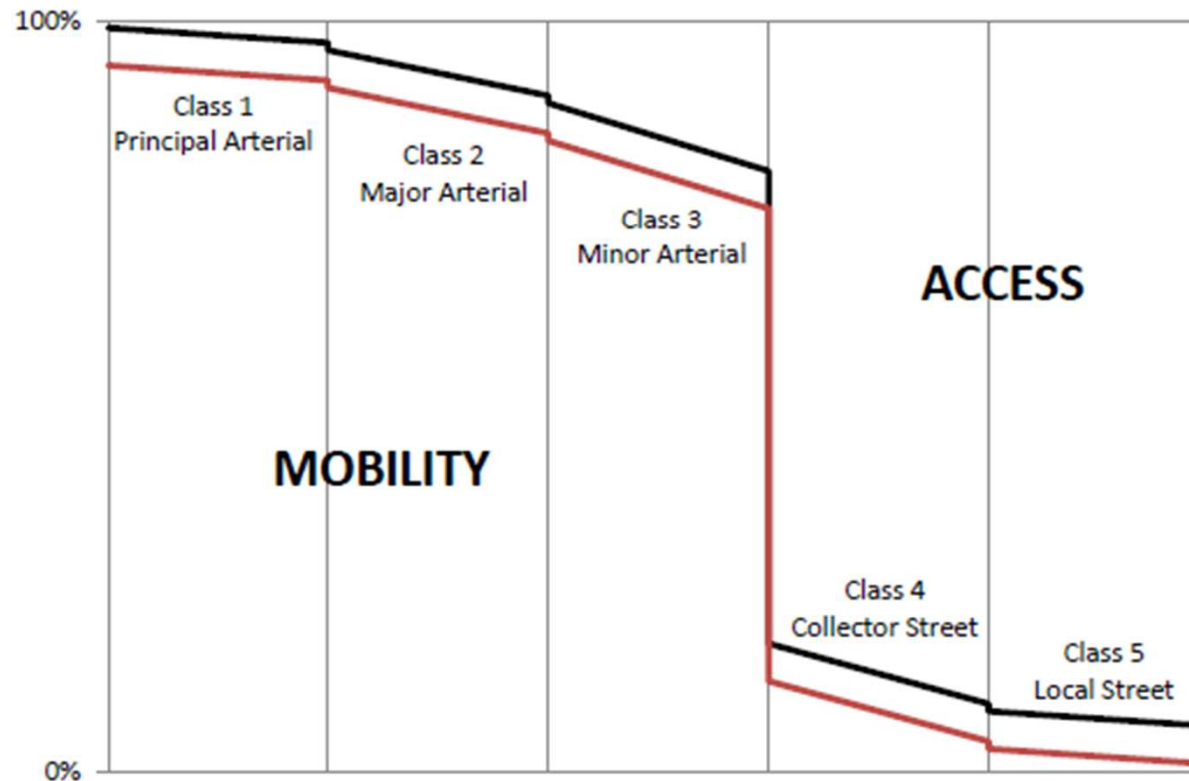 100%
Class 1
Principal Arterial
Class 2
Major Arterial
Class 3
Minor Arterial
ACCESS
MOBILITY
Class 4
Collector Street
Class 5
Local Street
0%